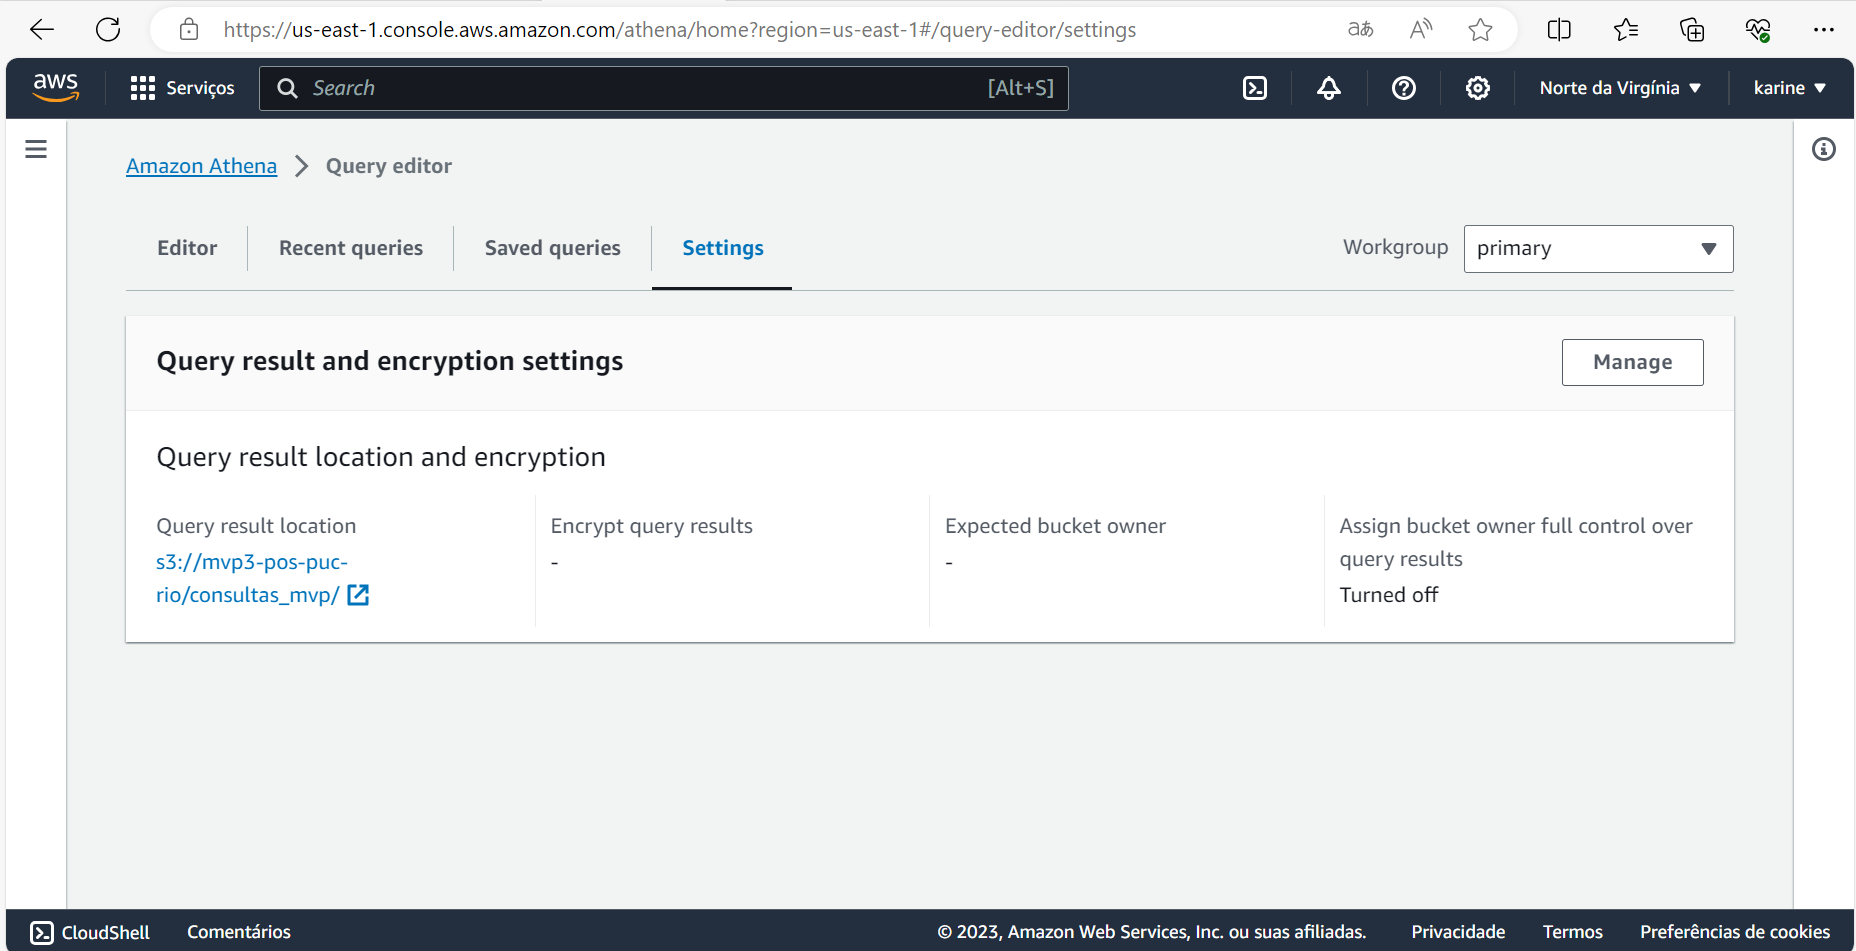 https://us-east-1.console.aws.amazon.com/athena/home?region=us-east-1#/query-editor/settings
aws Serviços Search [Alt+S] Norte da Virgínia karine
Amazon Athena Query editor
Editor Recent queries Saved queries Settings Workgroup primary
Query result and encryption settings Manage
Query result location and encryption
Query result location
s3://mvp3-pos-puc-
rio/consultas_mvp/
Encrypt query results
-
Expected bucket owner
-
Assign bucket owner full control over
query results
Turned off
CloudShell Comentários © 2023, Amazon Web Services, Inc. ou suas afiliadas. Privacidade Termos Preferências de cookies